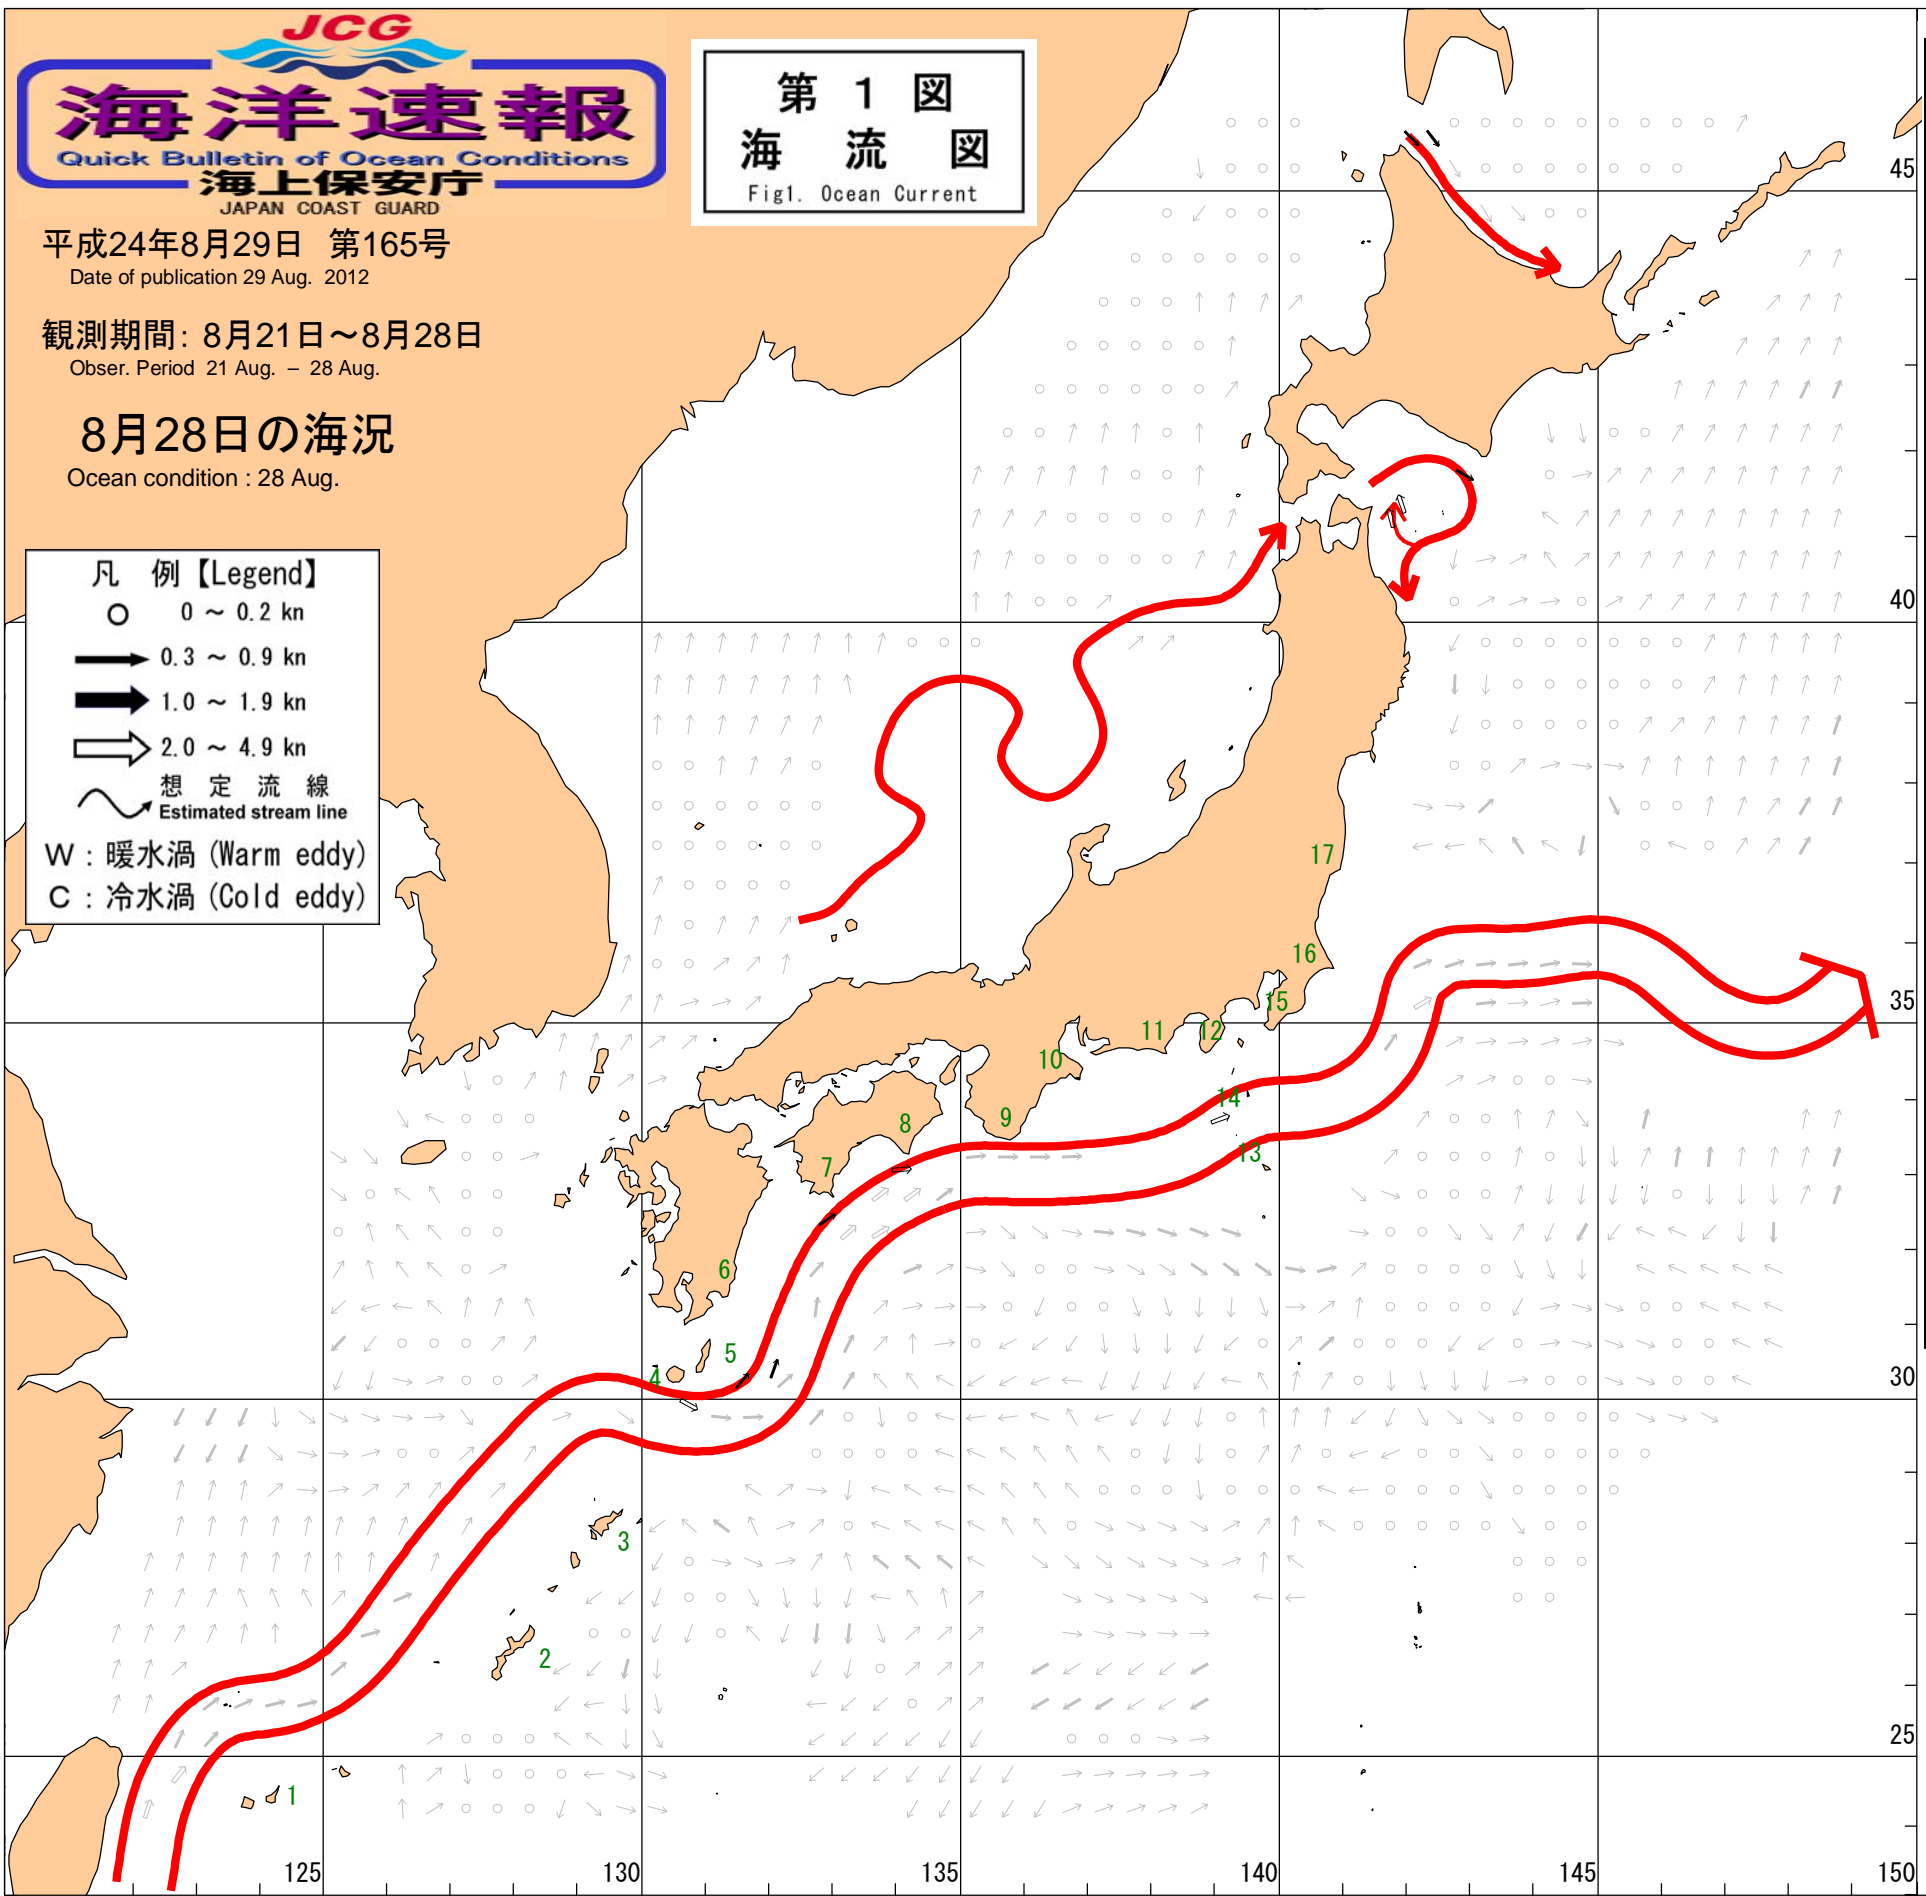 JCG
海洋速報
Quick Bulletin of Ocean Conditions
海上保安庁
JAPAN COAST GUARD
平成24年8月29日 第165号
Date of publication 29 Aug. 2012
観測期間: 8月21日～8月28日
Obser. Period 21 Aug. – 28 Aug.
8月28日の海況
Ocean condition : 28 Aug.
第 1 図
海 流 図
Fig1. Ocean Current
凡 例【Legend】
0 ～ 0.2 kn
0.3 ～ 0.9 kn
1.0 ～ 1.9 kn
2.0 ～ 4.9 kn
想 定 流 線
Estimated stream line
W : 暖水渦 (Warm eddy)
C : 冷水渦 (Cold eddy)
45
40
35
30
25
17
16
15
11
12
10
14
9
8
13
7
6
5
4
3
2
1
125
130
135
140
145
150